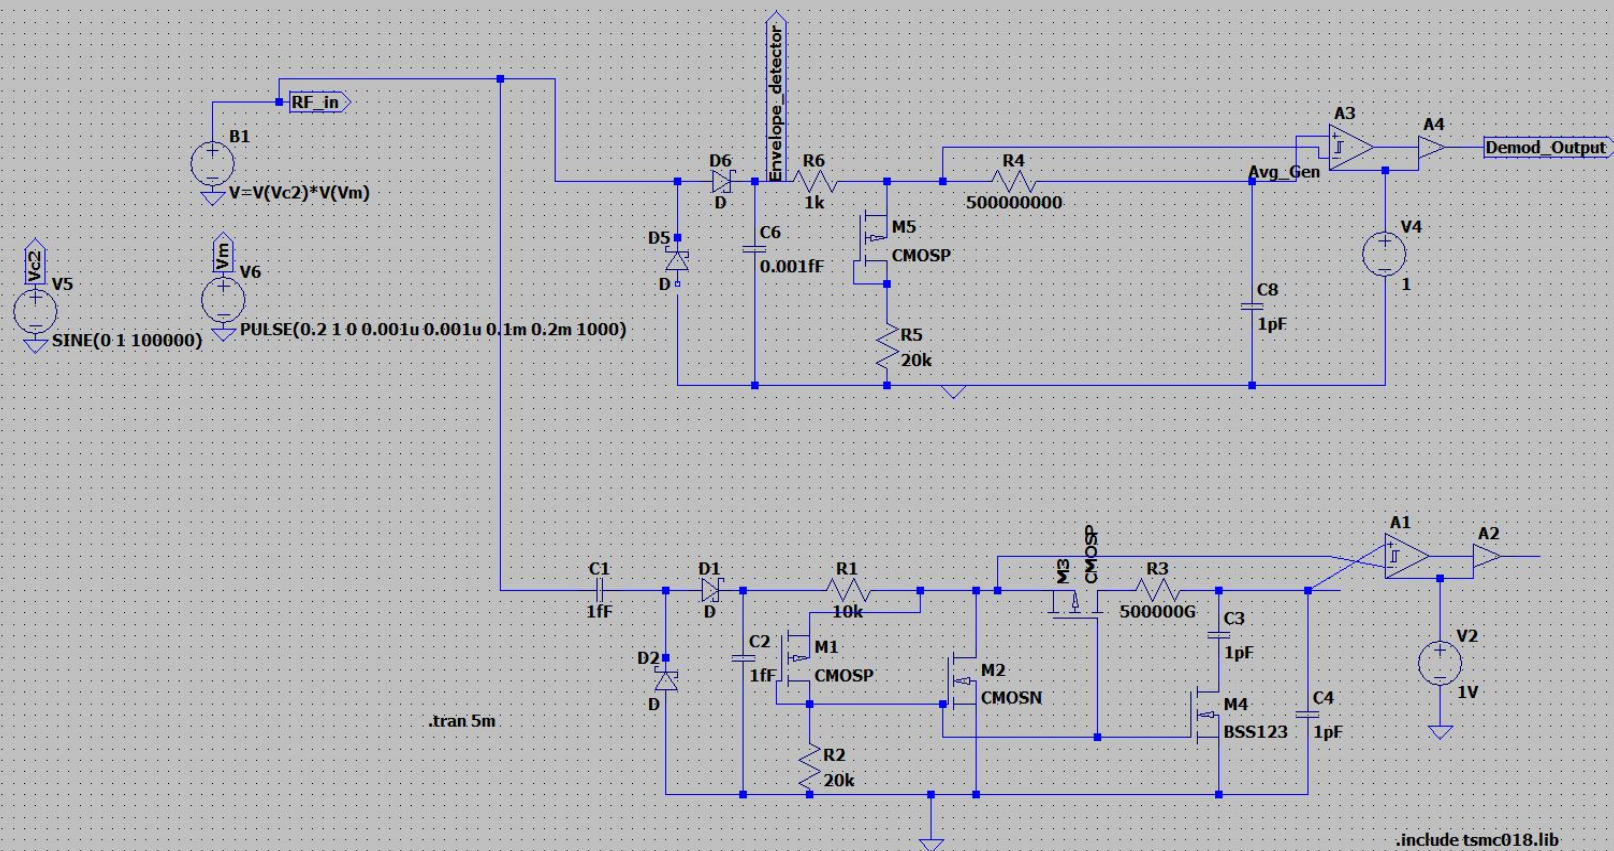 Envelope_detector
RF_in
B1
V=V(Vc2)*V(Vm)
Vc2
V5
SINE(0 1 100000)
Vm
V6
PULSE(0.2 1 0 0.001u 0.001u 0.1m 0.2m 1000)
D6
D
R6
1k
D5
D
C6
0.001fF
M5
CMOSP
R5
20k
R4
500000000
Avg_Gen
A3
A4
Demod_Output
V4
1
C8
1pF
C1
1fF
D1
D
R1
10k
D2
D
C2
1fF
M1
CMOSP
R2
20k
M2
CMOSN
M3
CMOSP
R3
500000G
C3
1pF
M4
BSS123
C4
1pF
A1
A2
V2
1V
.tran 5m
.include tsmc018.lib